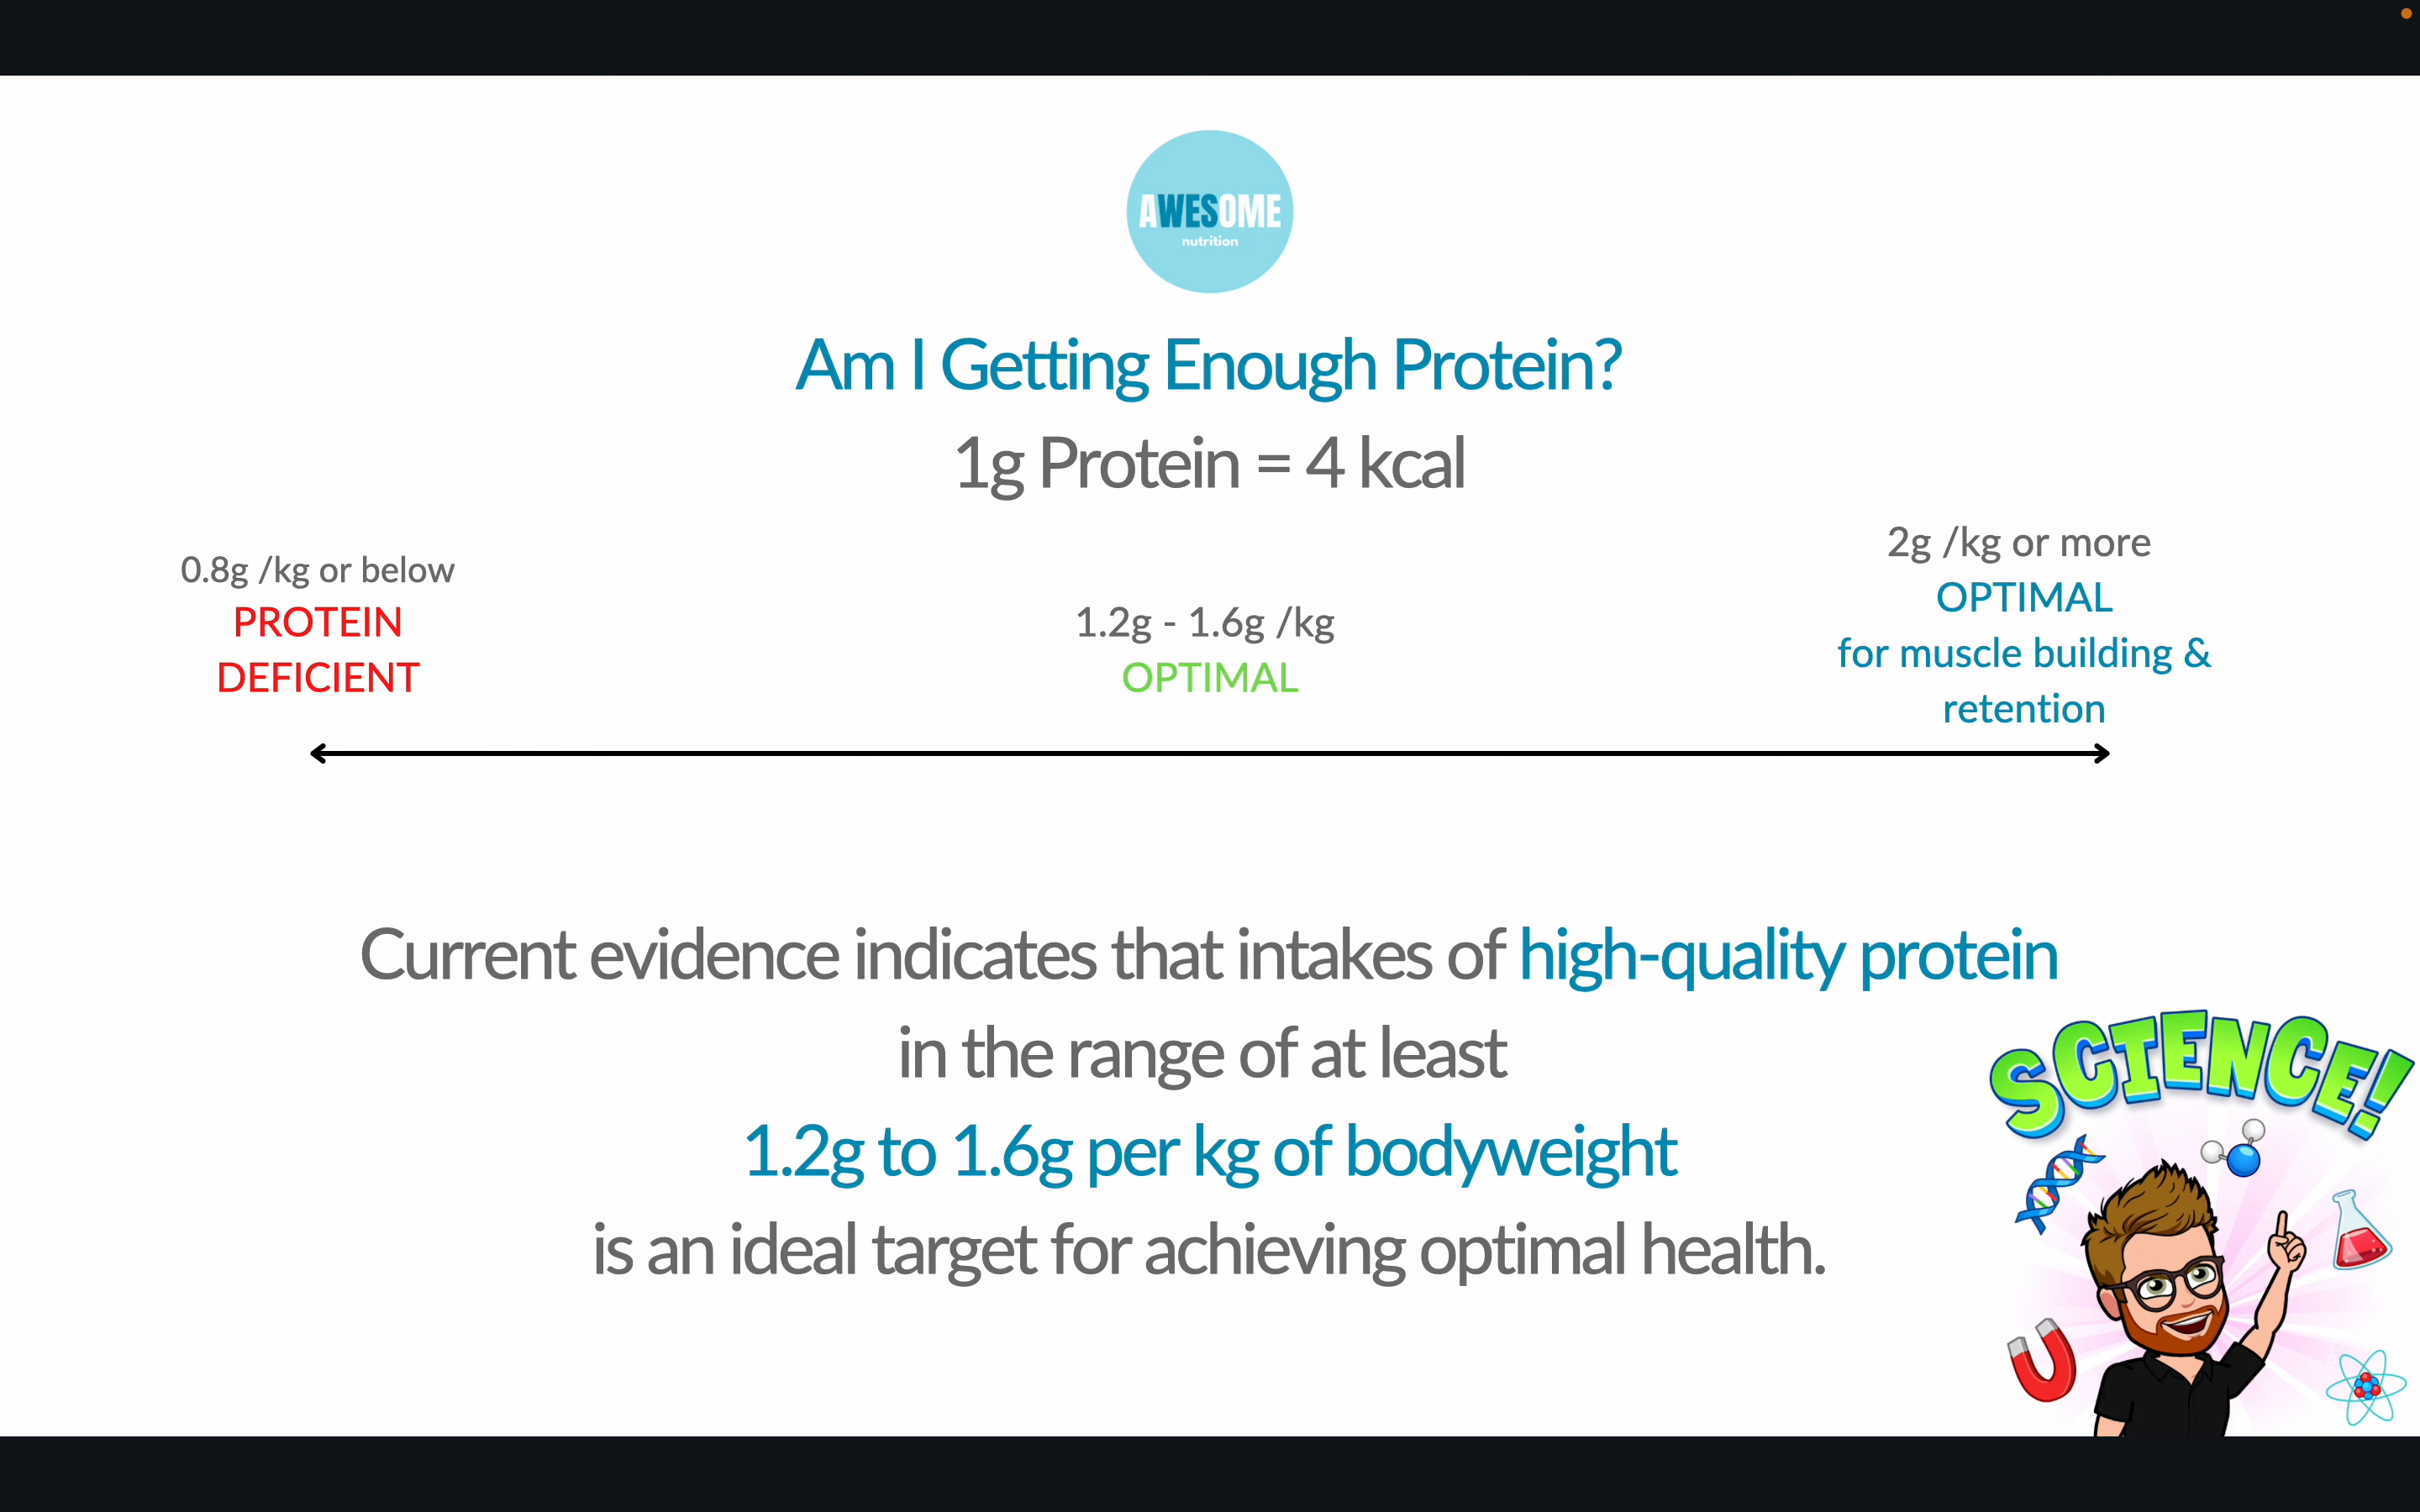 AWESOME
nutrition
Am I Getting Enough Protein?
1g Protein = 4 kcal
0.8g /kg or below
PROTEIN
DEFICIENT
1.2g - 1.6g /kg
OPTIMAL
2g /kg or more
OPTIMAL
for muscle building &
retention
Current evidence indicates that intakes of high-quality protein
in the range of at least
1.2g to 1.6g per kg of bodyweight
is an ideal target for achieving optimal health.
SCIENCE!